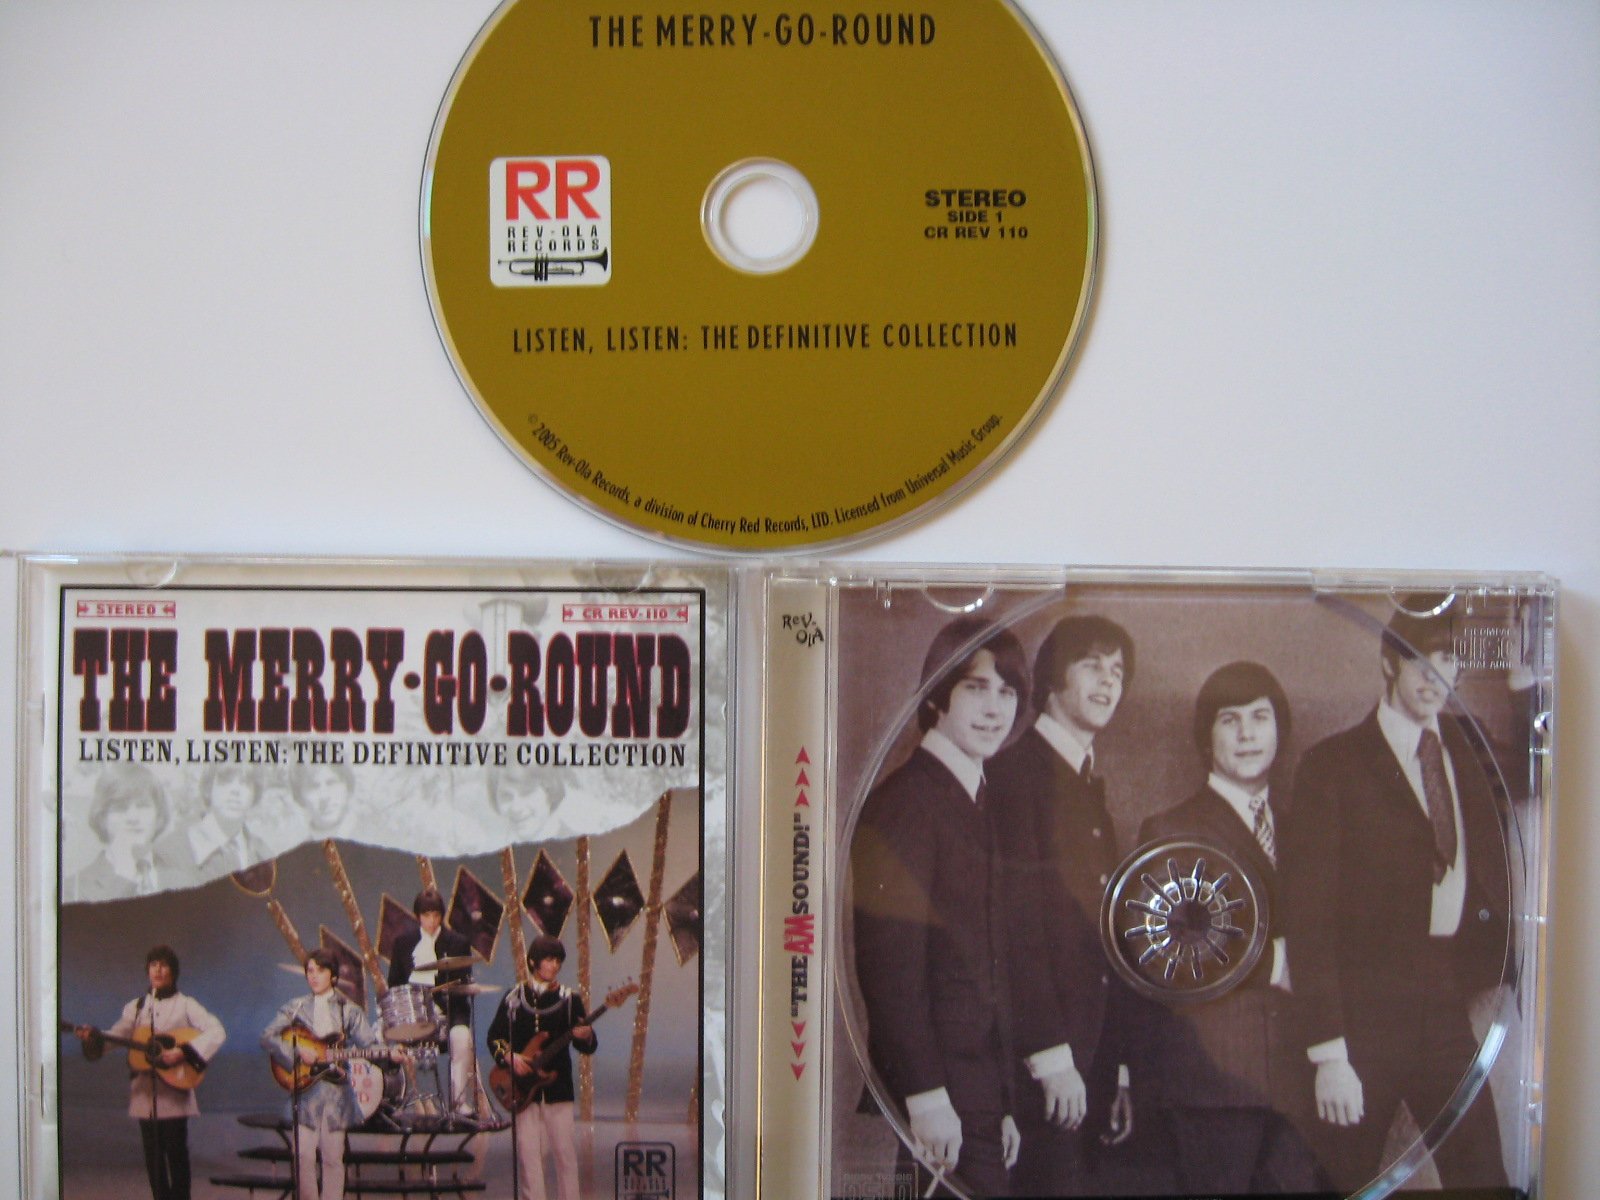 THE MERRY-GO-ROUND
RR
REV-OLA
RECORDS
STEREO
SIDE 1
CR REV 110
LISTEN, LISTEN: THE DEFINITIVE COLLECTION
© 2005 Rev-Ola Records, a division of Cherry Red Records, LTD. Licensed from Universal Music Group.
STEREO
CR REV-110
THE MERRY·GO·ROUND
LISTEN, LISTEN: THE DEFINITIVE COLLECTION
RR
REV-OLA
...THE AM SOUND!...
DISC